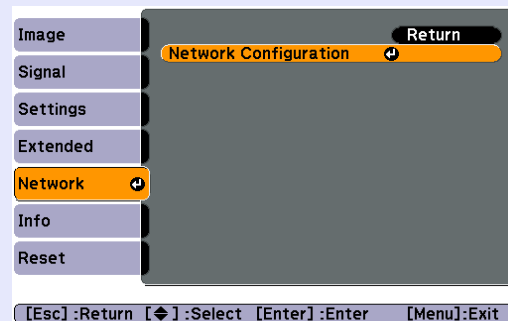 Image
Signal
Settings
Extended
Network
Info
Reset
Return
Network Configuration
[Esc] :Return [◆] :Select [Enter] :Enter [Menu]:Exit